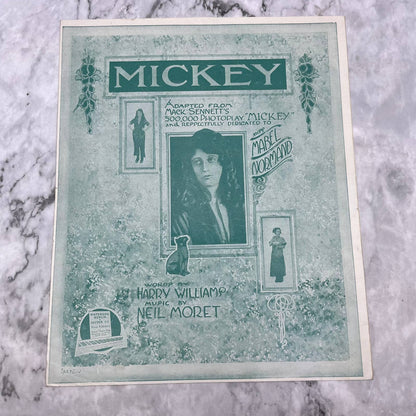 MICKEY
ADAPTED FROM
MACK SENNETT'S
500,000 PHOTOPLAY "MICKEY"
and RESPECTFULLY DEDICATED TO
MISS
MABEL
NORMAND
WORDS BY
HARRY WILLIAMS
MUSIC BY
NEIL MORET